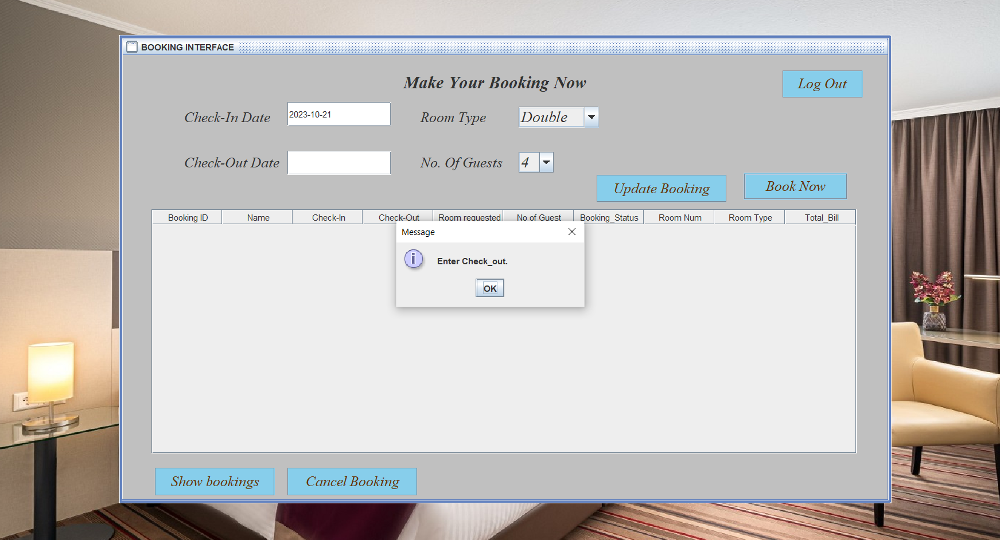 BOOKING INTERFACE
Make Your Booking Now
Log Out
Check-In Date
2023-10-21
Room Type
Double
Check-Out Date
No. Of Guests
4
Update Booking
Book Now
Booking ID
Name
Check-In
Check-Out
Room requested
No of Guest
Booking_Status
Room Num
Room Type
Total_Bill
Message
Enter Check_out.
OK
Show bookings
Cancel Booking